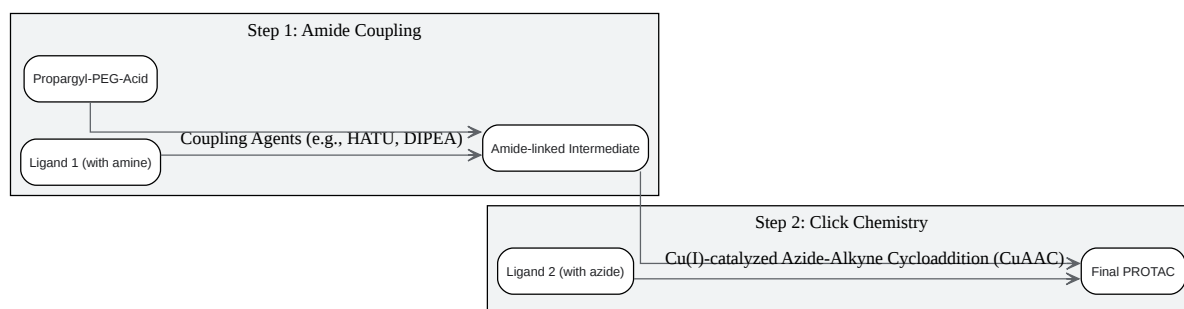 Step 1: Amide Coupling
Propargyl-PEG-Acid
Coupling Agents (e.g., HATU, DIPEA)
Ligand 1 (with amine)
Amide-linked Intermediate
Step 2: Click Chemistry
Cu(I)-catalyzed Azide-Alkyne Cycloaddition (CuAAC)
Ligand 2 (with azide)
Final PROTAC